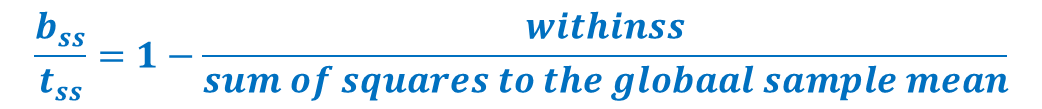 b_ss / t_ss = 1 − withinss / sum of squares to the globaal sample mean